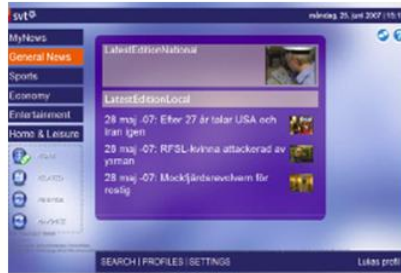 svt
måndag, 25. juni 2007 | 15:1
MyNews
General News
Sports
Economy
Entertainment
Home & Leisure
LatestEditionNational
LatestEditionLocal
28 maj -07: Efter 27 år talar USA och
Iran igen
28 maj -07: RFSL-kvinna attackerad av
28 maj -07: Mockfjärdsrevolvern för
SEARCH | PROFILES | SETTINGS
Lukas profil